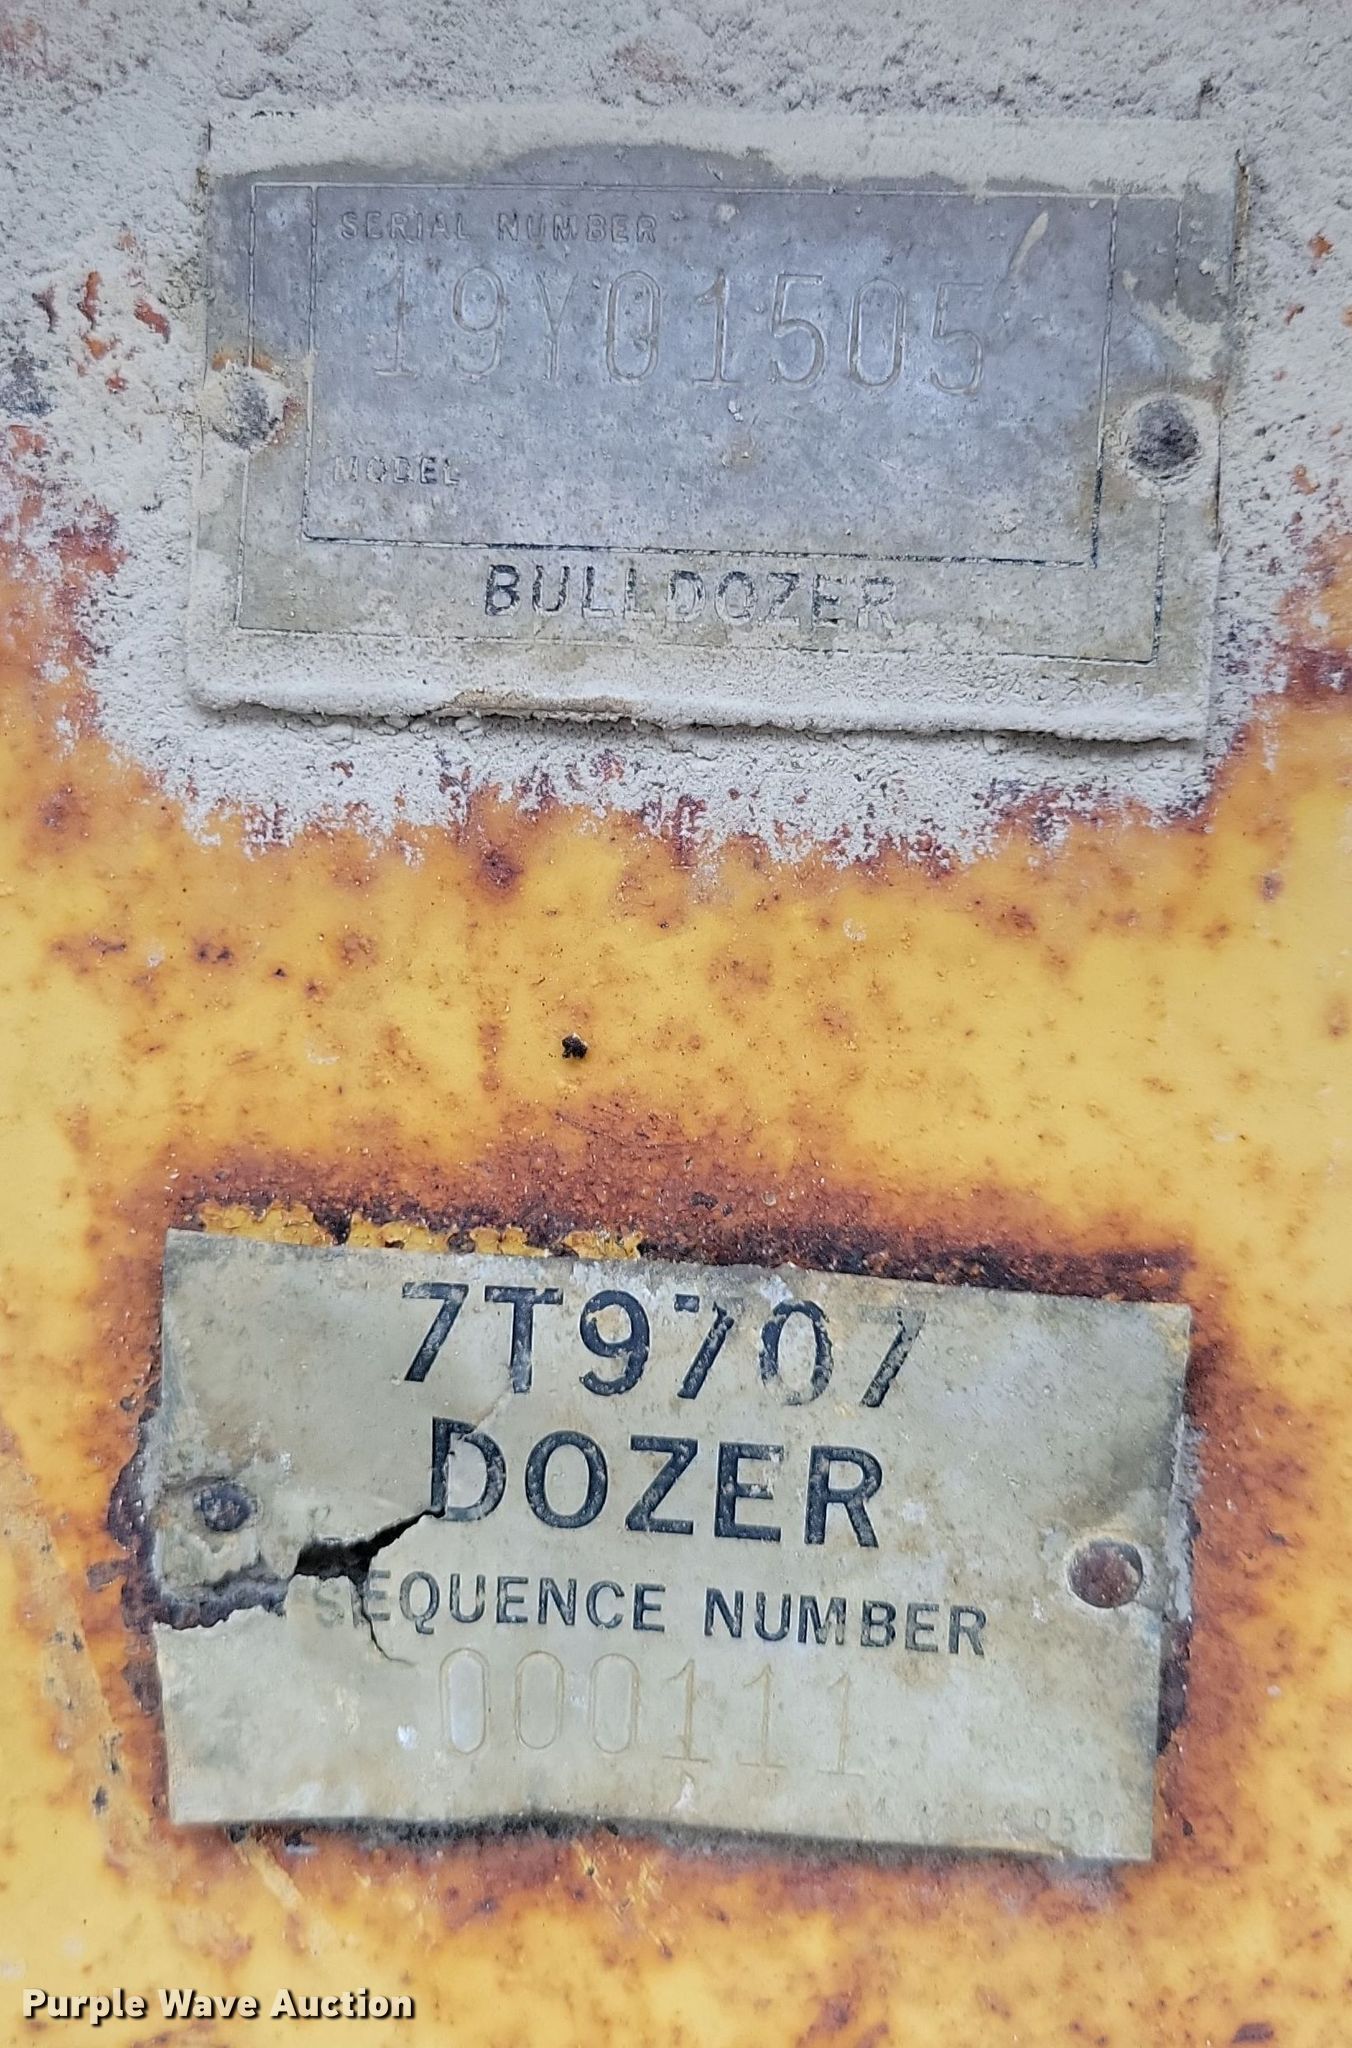 SERIAL NUMBER
19Y01505
MODEL
BULLDOZER
7T9707
DOZER
SEQUENCE NUMBER
000111
Purple Wave Auction